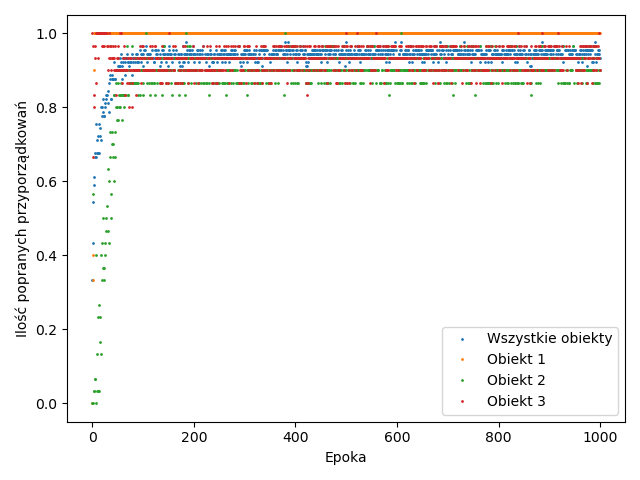 1.0
0.8
0.6
0.4
0.2
0.0
Ilość popranych przyporządkowań
0
200
400
600
800
1000
Epoka
Wszystkie obiekty
Obiekt 1
Obiekt 2
Obiekt 3